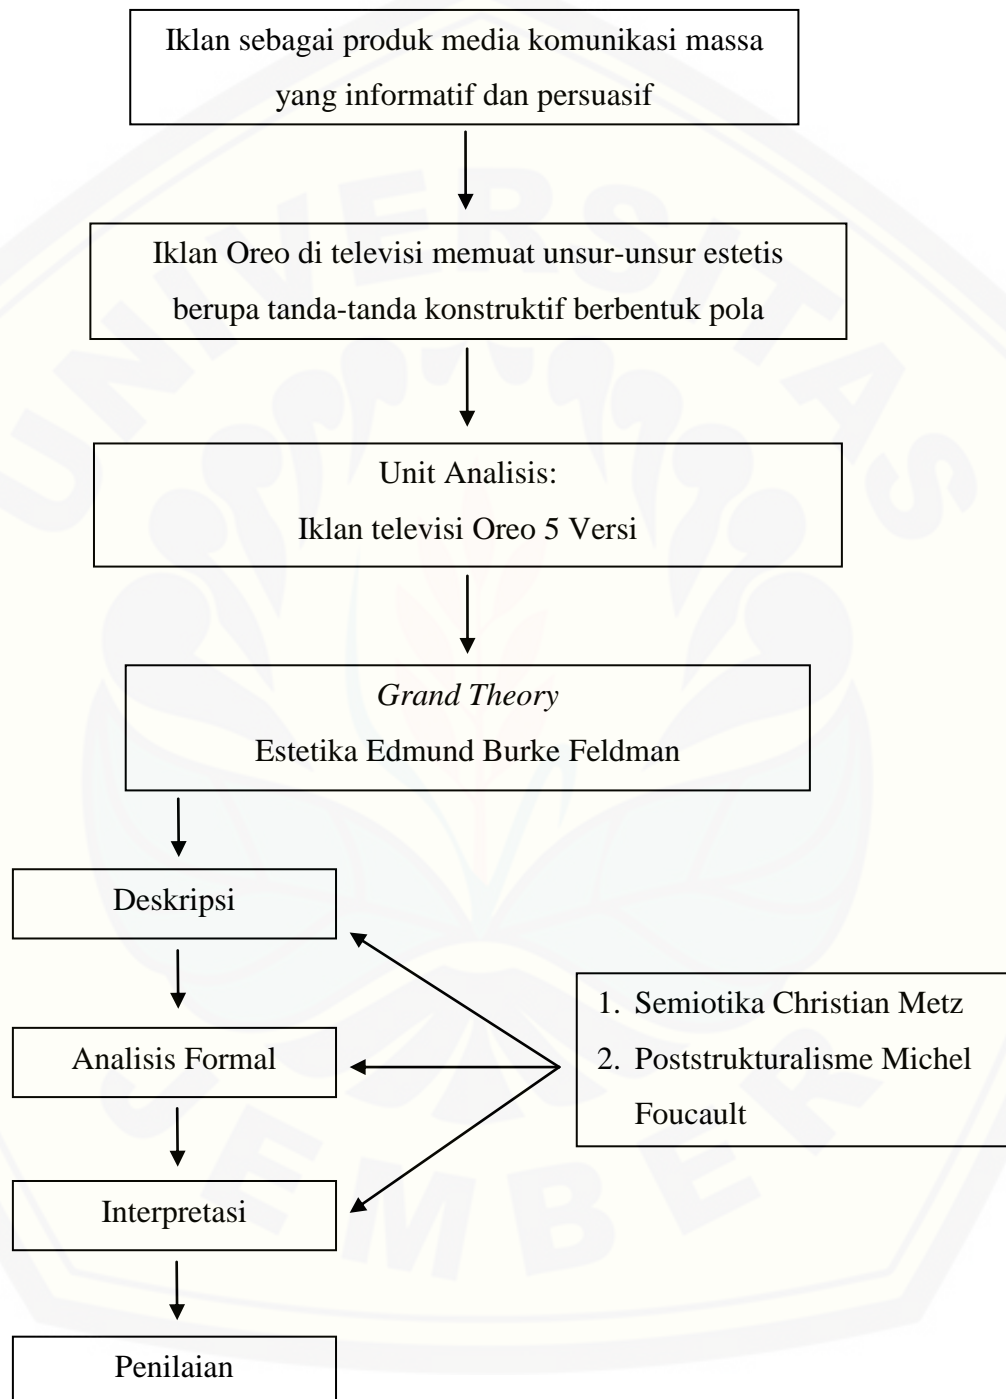 Iklan sebagai produk media komunikasi massa
yang informatif dan persuasif
Iklan Oreo di televisi memuat unsur-unsur estetis
berupa tanda-tanda konstruktif berbentuk pola
Unit Analisis:
Iklan televisi Oreo 5 Versi
Grand Theory
Estetika Edmund Burke Feldman
Deskripsi
Analisis Formal
Interpretasi
Penilaian
1. Semiotika Christian Metz
2. Poststrukturalisme Michel
Foucault
UNIVERSITAS
JEMBER